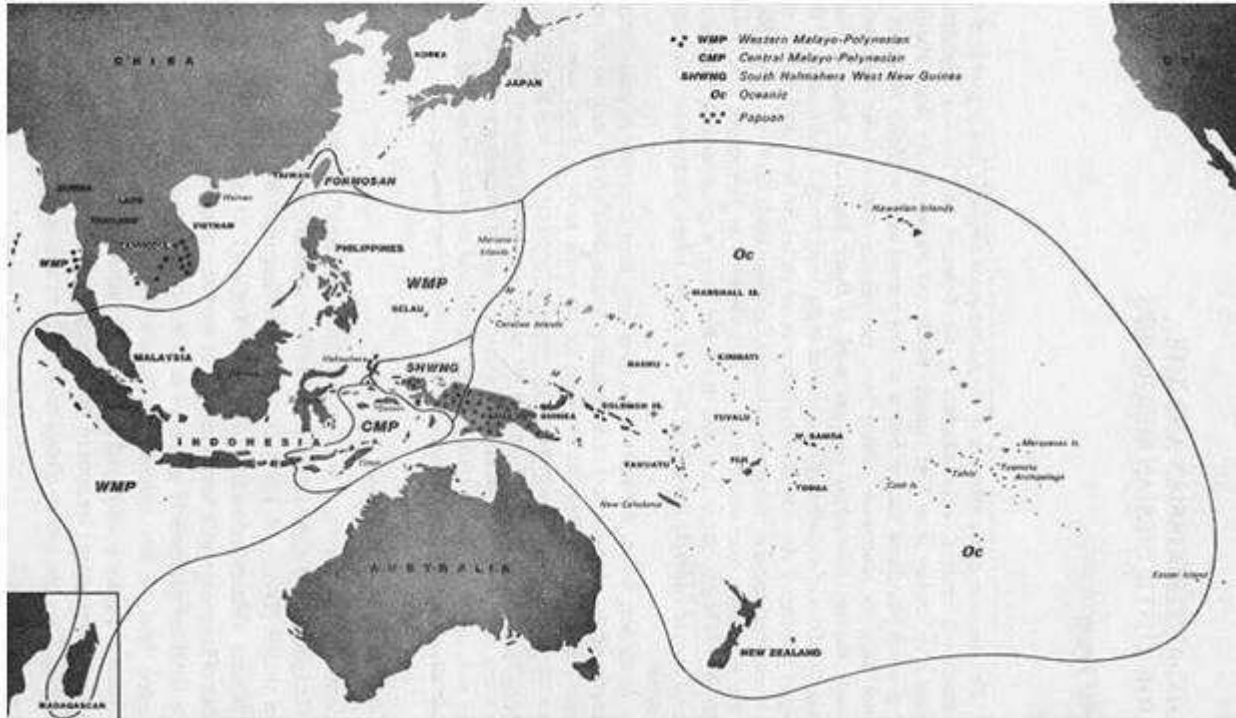 WMP Western Malayo-Polynesian
CMP Central Malayo-Polynesian
SHWNG South Halmahera West New Guinea
Oc Oceanic
Papuan
CHINA
KOREA
JAPAN
TAIWAN
FORMOSAN
BURMA
LAOS
Hainan
THAILAND
VIETNAM
CAMBODIA
WMP
PHILIPPINES
Mariana
Islands
Hawaiian Islands
WMP
Oc
BELAU
MARSHALL IS.
Caroline Islands
MALAYSIA
Halmahera
NAURU
KIRIBATI
SHWNG
NEW
GUINEA
SOLOMON IS.
TUVALU
CMP
INDONESIA
W. SAMOA
Marquesas Is.
VANUATU
FIJI
Timor
Tahiti
Tuamotu
Archipelago
WMP
TONGA
Cook Is.
New Caledonia
Oc
AUSTRALIA
Easter Island
NEW ZEALAND
MADAGASCAN